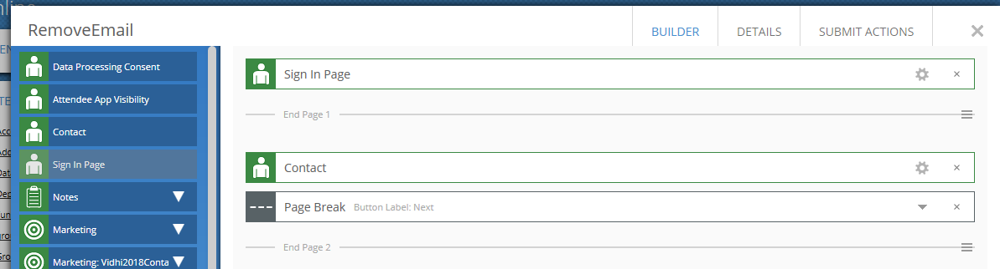 nline
RemoveEmail
BUILDER
DETAILS
SUBMIT ACTIONS
Data Processing Consent
Attendee App Visibility
Contact
Sign In Page
Notes
Marketing
Marketing: Vidhi2018Conta
Sign In Page
End Page 1
Contact
Page Break Button Label: Next
End Page 2